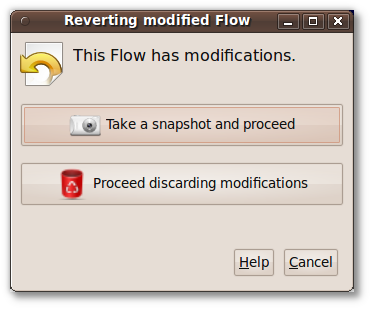 Reverting modified Flow
This Flow has modifications.
Take a snapshot and proceed
Proceed discarding modifications
Help Cancel